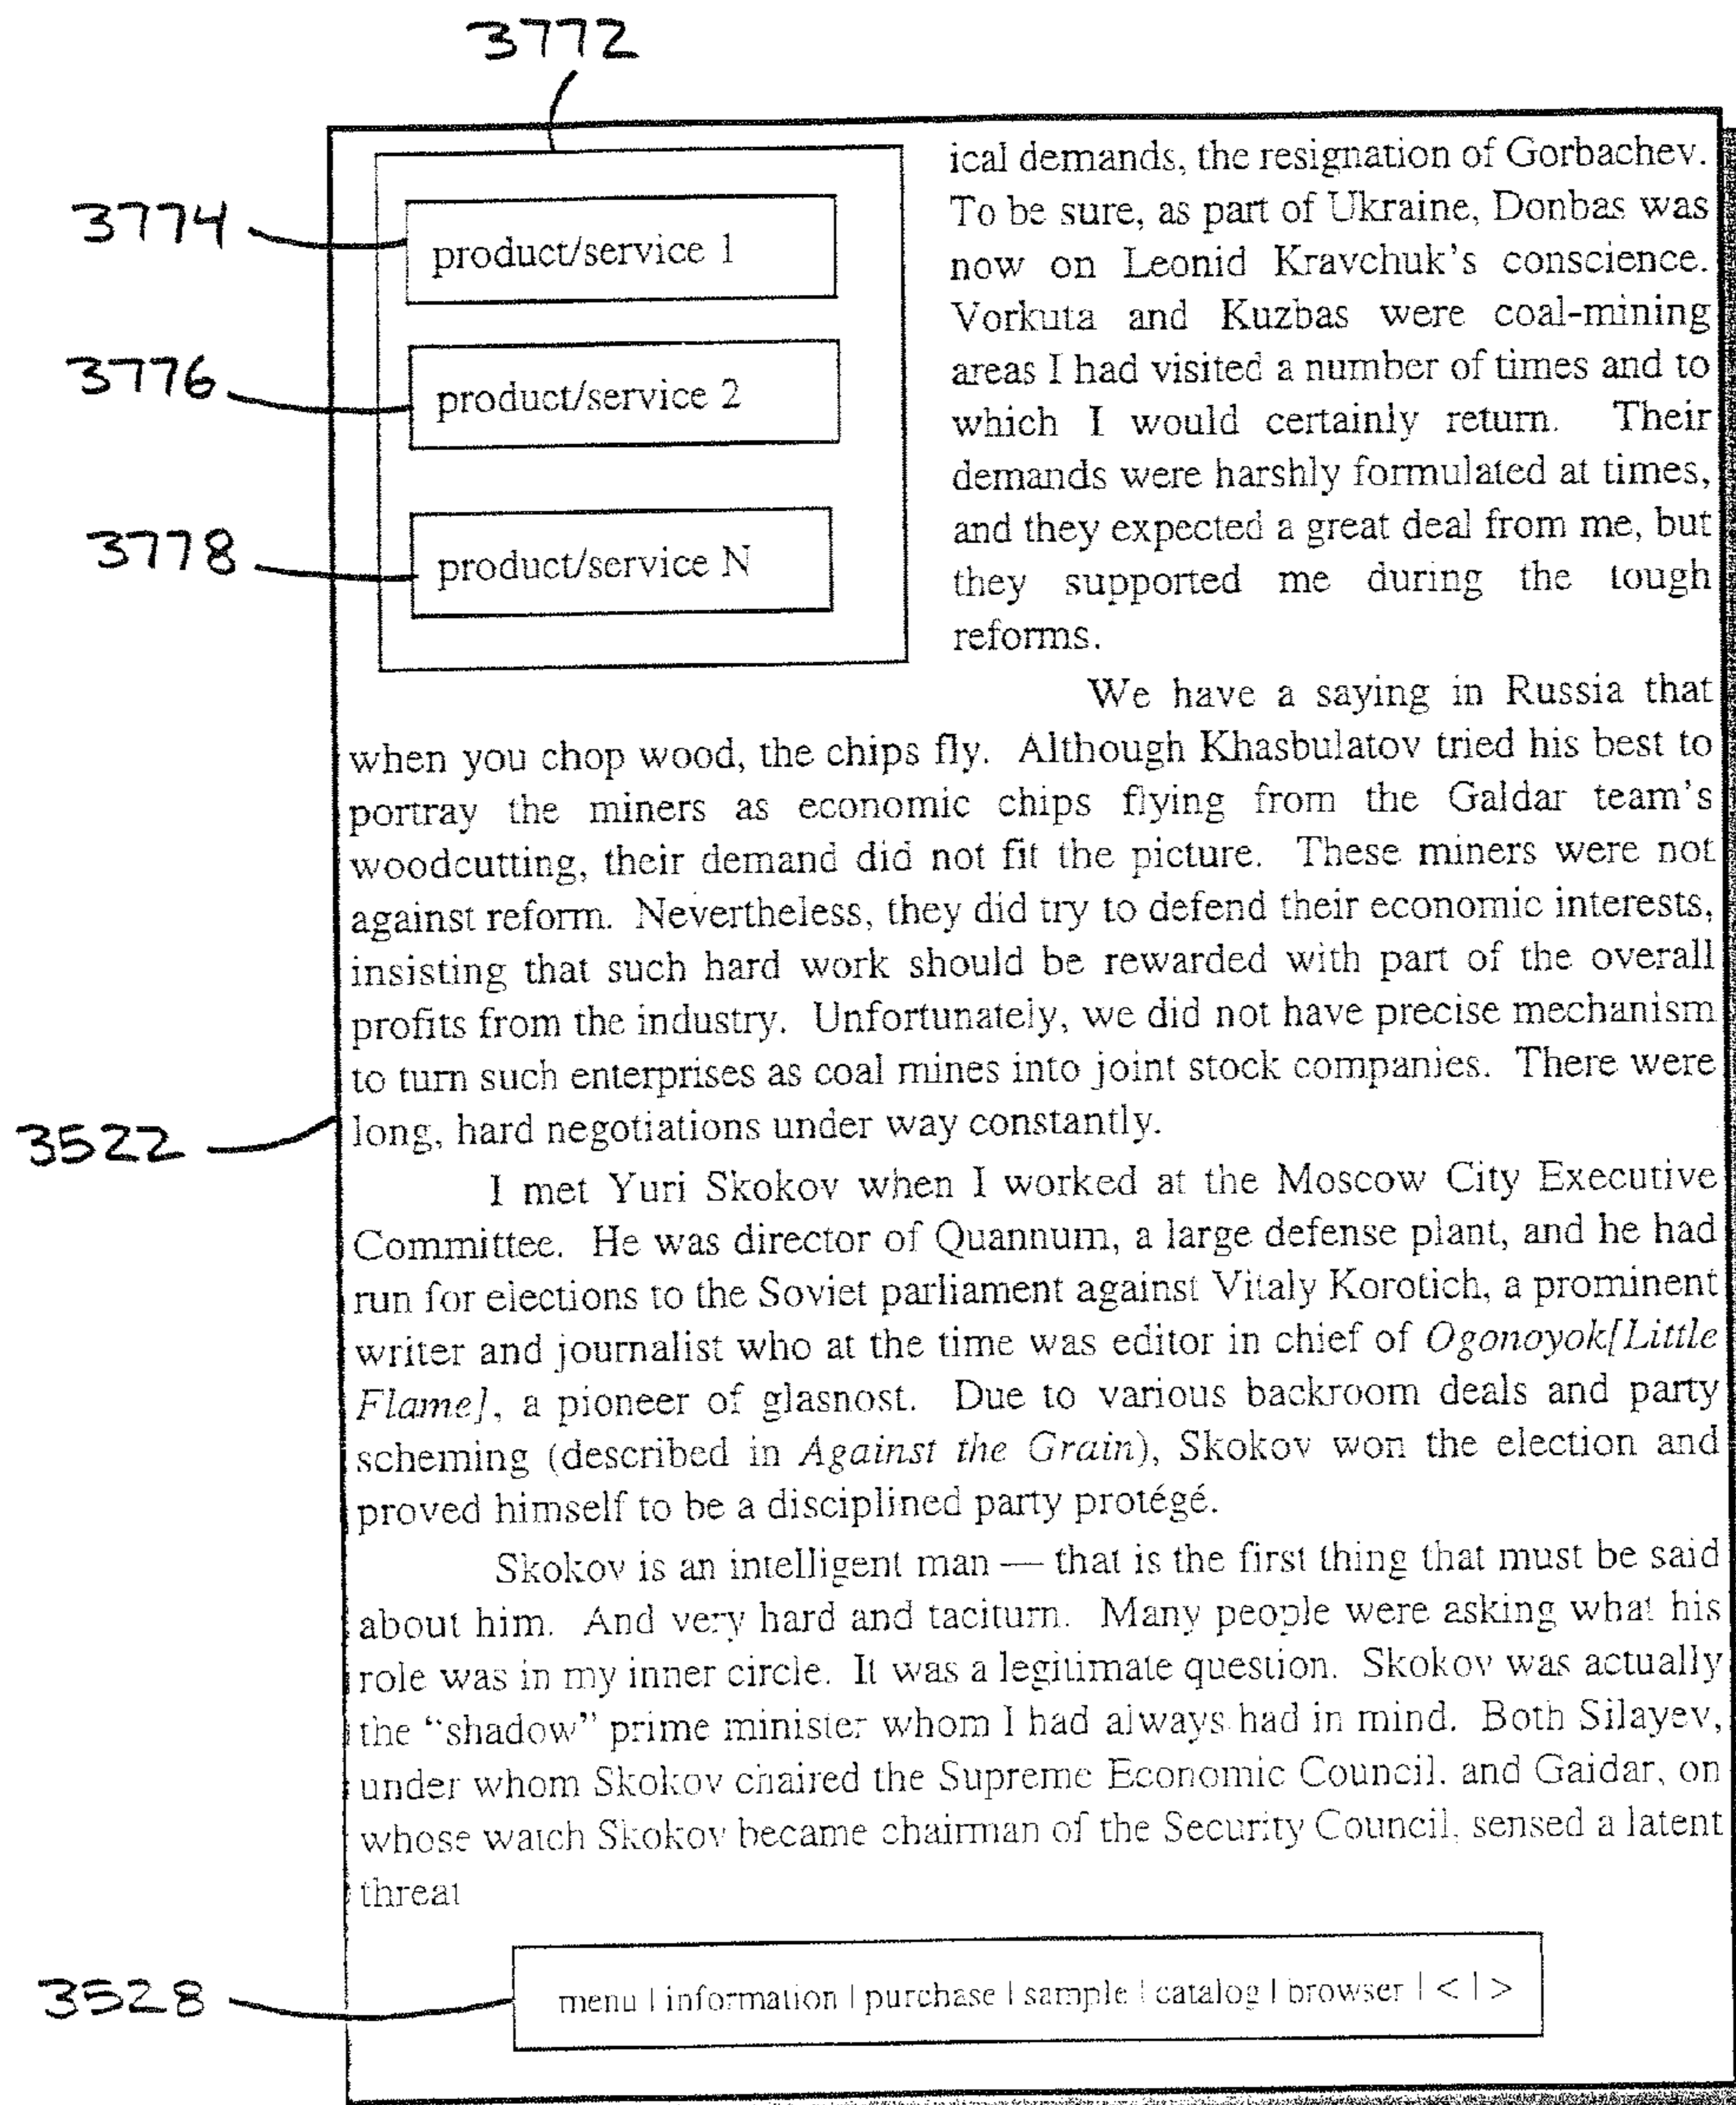 3772
3774
product/service 1
3776
product/service 2
3778
product/service N
ical demands, the resignation of Gorbachev.
To be sure, as part of Ukraine, Donbas was
now on Leonid Kravchuk's conscience.
Vorkuta and Kuzbas were coal-mining
areas I had visited a number of times and to
which I would certainly return. Their
demands were harshly formulated at times,
and they expected a great deal from me, but
they supported me during the tough
reforms.
We have a saying in Russia that
when you chop wood, the chips fly. Although Khasbulatov tried his best to
portray the miners as economic chips flying from the Galdar team's
woodcutting, their demand did not fit the picture. These miners were not
against reform. Nevertheless, they did try to defend their economic interests,
insisting that such hard work should be rewarded with part of the overall
profits from the industry. Unfortunately, we did not have precise mechanism
to turn such enterprises as coal mines into joint stock companies. There were
3522
long, hard negotiations under way constantly.
I met Yuri Skokov when I worked at the Moscow City Executive
Committee. He was director of Quannum, a large defense plant, and he had
run for elections to the Soviet parliament against Vitaly Korotich, a prominent
writer and journalist who at the time was editor in chief of Ogonoyok[Little
Flame], a pioneer of glasnost. Due to various backroom deals and party
scheming (described in Against the Grain), Skokov won the election and
proved himself to be a disciplined party protégé.
Skokov is an intelligent man — that is the first thing that must be said
about him. And very hard and taciturn. Many people were asking what his
role was in my inner circle. It was a legitimate question. Skokov was actually
the “shadow” prime minister whom I had always had in mind. Both Silayev,
under whom Skokov chaired the Supreme Economic Council. and Gaidar, on
whose watch Skokov became chairman of the Security Council, sensed a latent
threat
3528
menu | information | purchase | sample | catalog | browser | < | >